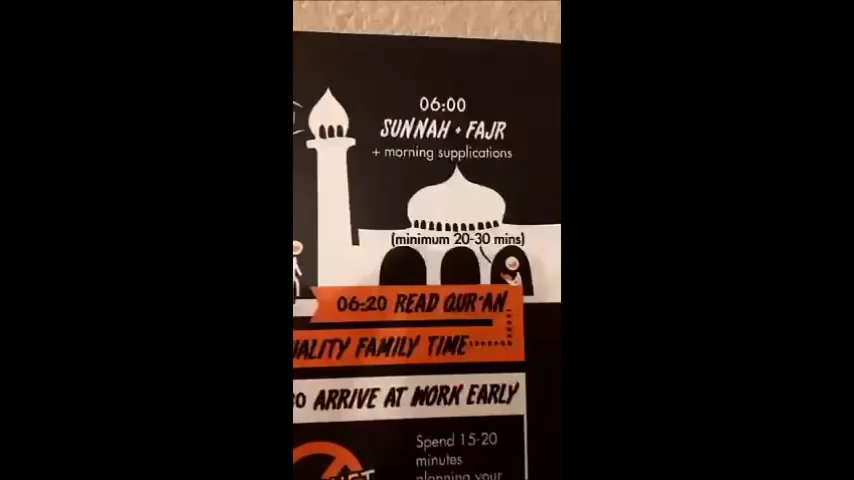 06:00
SUNNAH + FAJR
+ morning supplications
(minimum 20-30 mins)
06:20 READ QUR'AN
FAMILY TIME
ARRIVE AT WORK EARLY
Spend 15-20
minutes
planning your